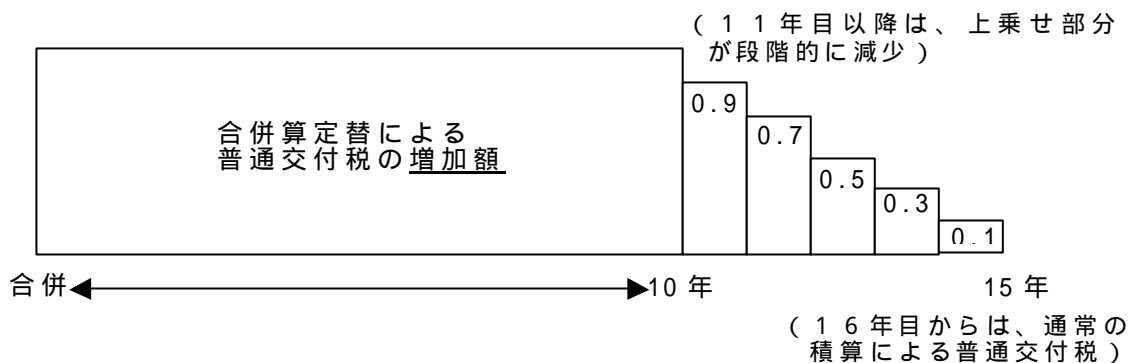 (11年目以降は、上乗せ部分
が段階的に減少)
0.9
0.7
0.5
0.3
0.1
合併算定替による
普通交付税の増加額
合併
10年
15年
(16年目からは、通常の
積算による普通交付税)